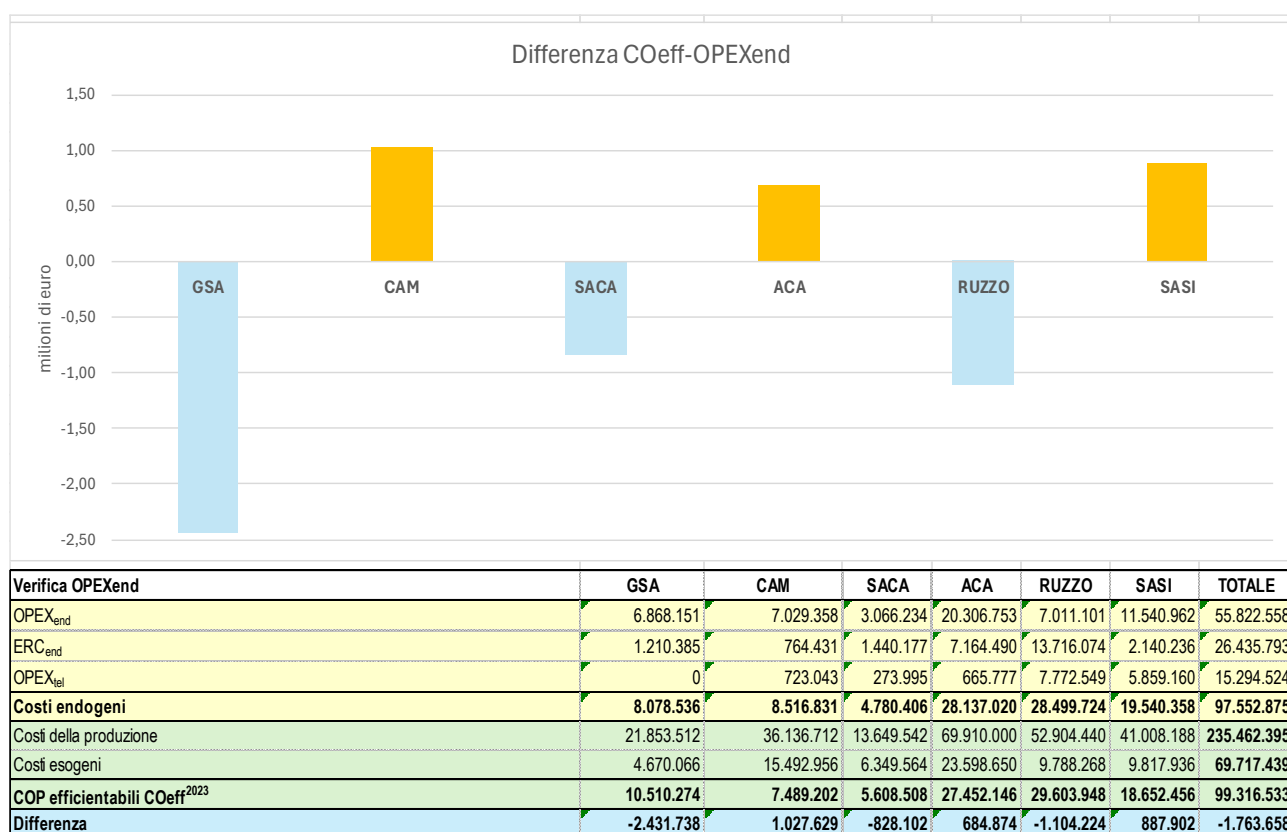 Differenza COeff-OPEXend
1,50
1,00
0,50
0,00
-0,50
-1,00
-1,50
-2,00
-2,50
milioni di euro
GSA CAM SACA ACA RUZZO SASI
Verifica OPEXend GSA CAM SACA ACA RUZZO SASI TOTALE
OPEXend 6.868.151 7.029.358 3.066.234 20.306.753 7.011.101 11.540.962 55.822.558
ERCend 1.210.385 764.431 1.440.177 7.164.490 13.716.074 2.140.236 26.435.793
OPEXtel 0 723.043 273.995 665.777 7.772.549 5.859.160 15.294.524
Costi endogeni 8.078.536 8.516.831 4.780.406 28.137.020 28.499.724 19.540.358 97.552.875
Costi della produzione 21.853.512 36.136.712 13.649.542 69.910.000 52.904.440 41.008.188 235.462.395
Costi esogeni 4.670.066 15.492.956 6.349.564 23.598.650 9.788.268 9.817.936 69.717.439
COP efficientabili COeff2023 10.510.274 7.489.202 5.608.508 27.452.146 29.603.948 18.652.456 99.316.533
Differenza -2.431.738 1.027.629 -828.102 684.874 -1.104.224 887.902 -1.763.658